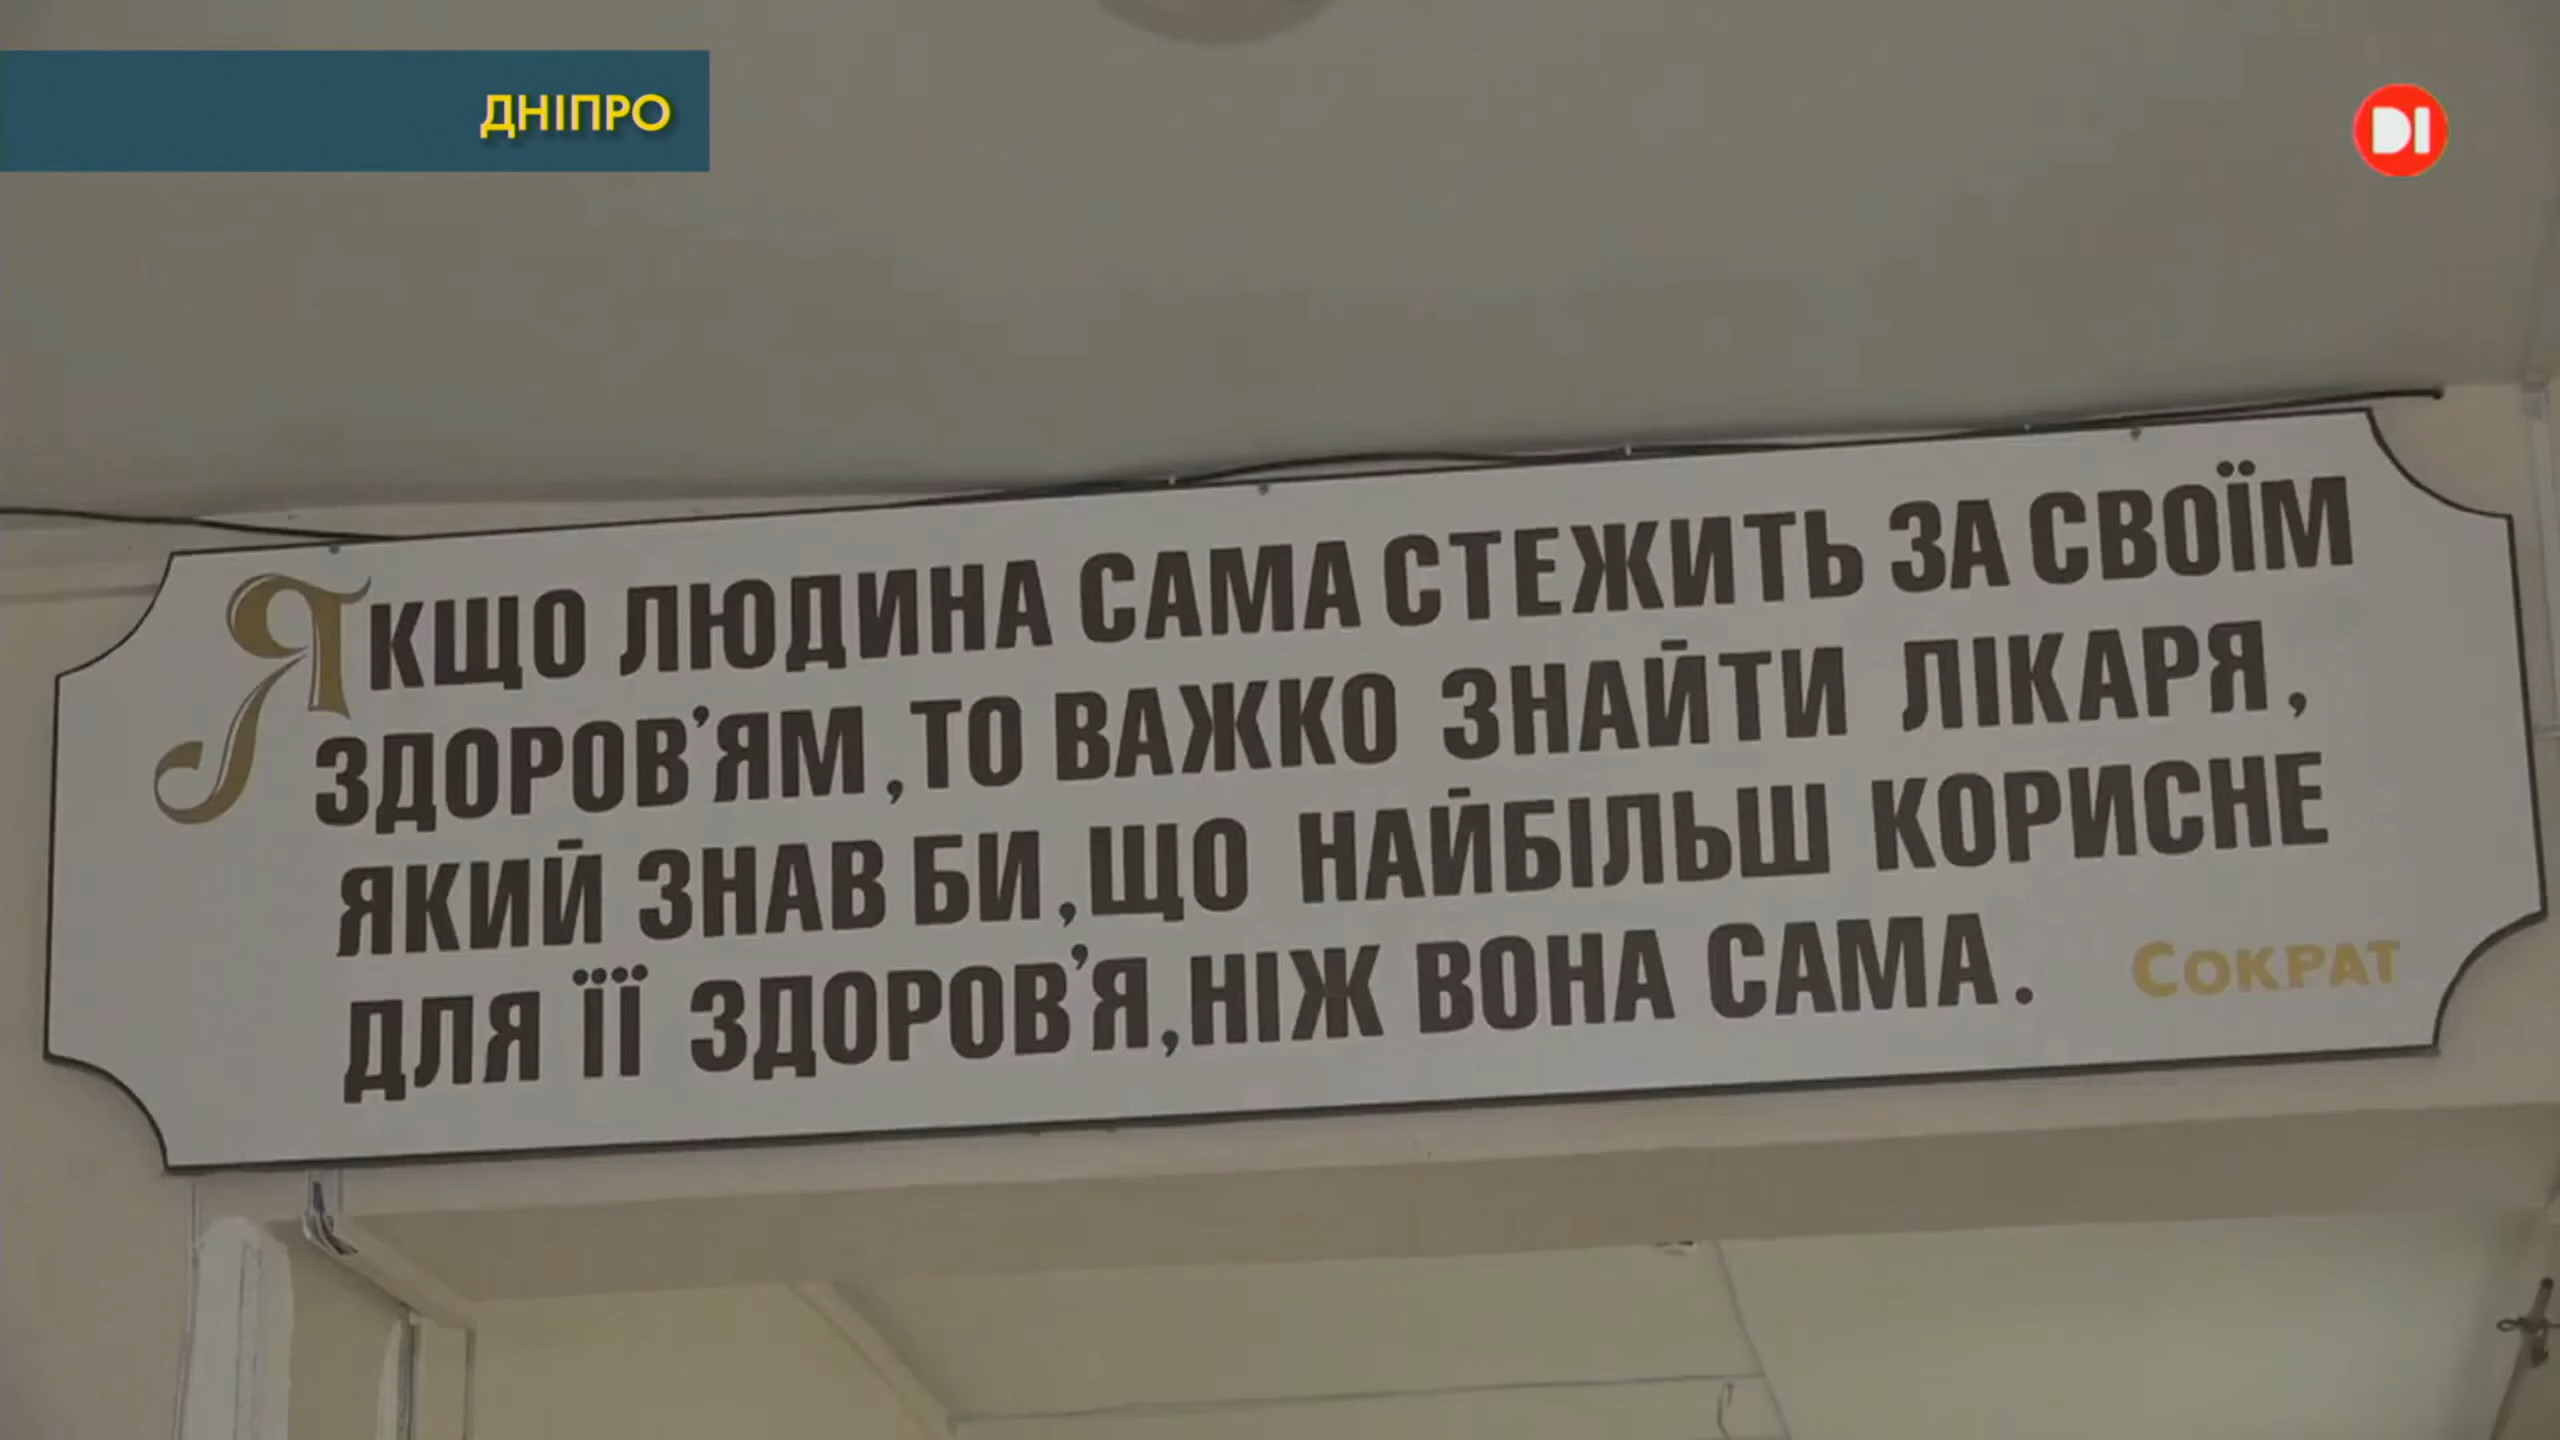 ДНІПРО
DI
ЯКЩО ЛЮДИНА САМА СТЕЖИТЬ ЗА СВОЇМ
ЗДОРОВ'ЯМ, ТО ВАЖКО ЗНАЙТИ ЛІКАРЯ,
ЯКИЙ ЗНАВ БИ, ЩО НАЙБІЛЬШ КОРИСНЕ
ДЛЯ ЇЇ ЗДОРОВ'Я, НІЖ ВОНА САМА.
СОКРАТ